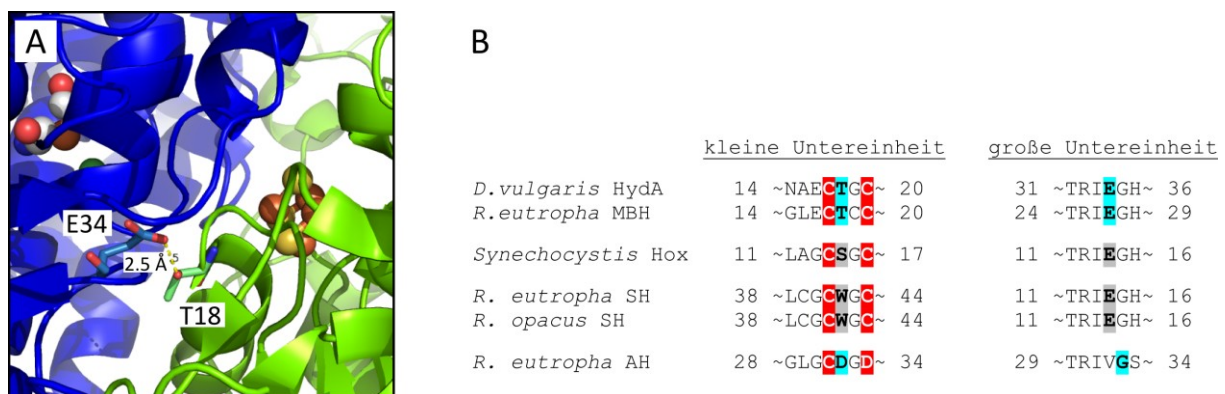 A
E34
2.5 Å
T18
B
kleine Untereinheit große Untereinheit
D.vulgaris HydA 14 ~NAECTGC~ 20 31 ~TRIEGH~ 36
R.eutropha MBH 14 ~GLECTCC~ 20 24 ~TRIEGH~ 29
Synechocystis Hox 11 ~LAGCSGC~ 17 11 ~TRIEGH~ 16
R. eutropha SH 38 ~LCGCWGC~ 44 11 ~TRIEGH~ 16
R. opacus SH 38 ~LCGCWGC~ 44 11 ~TRIEGH~ 16
R. eutropha AH 28 ~GLGCDGD~ 34 29 ~TRIVGS~ 34